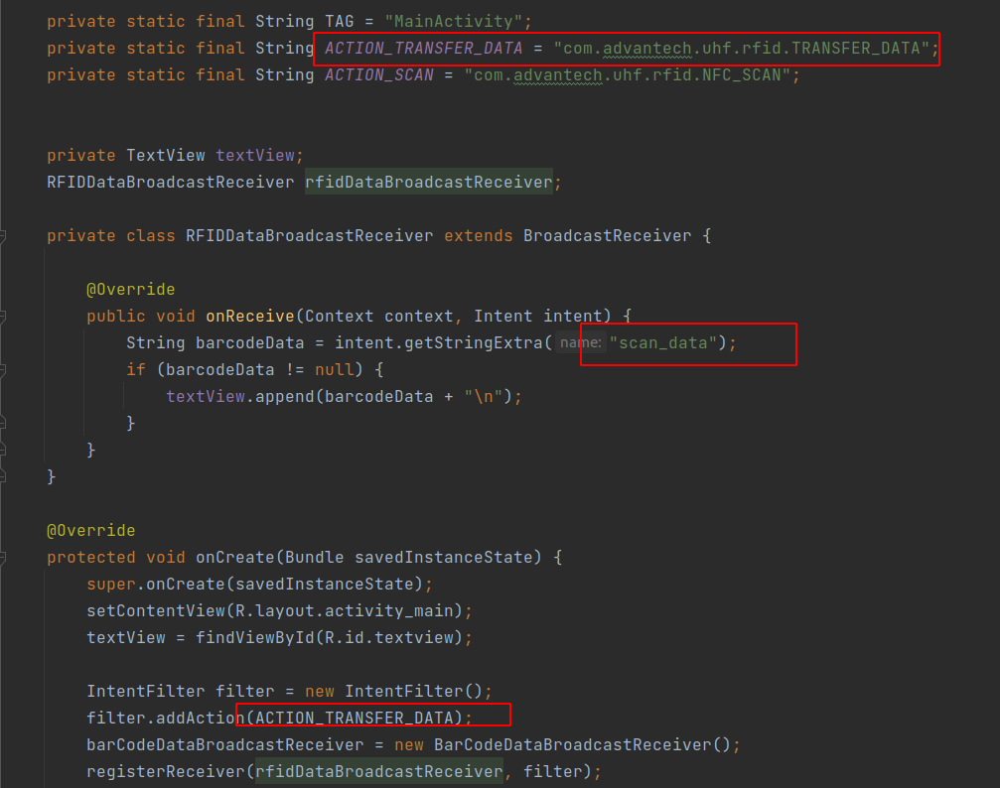 private static final String TAG = "MainActivity";
private static final String ACTION_TRANSFER_DATA = "com.advantech.uhf.rfid.TRANSFER_DATA";
private static final String ACTION_SCAN = "com.advantech.uhf.rfid.NFC_SCAN";
private TextView textView;
RFIDDataBroadcastReceiver rfidDataBroadcastReceiver;
private class RFIDDataBroadcastReceiver extends BroadcastReceiver {
@Override
public void onReceive(Context context, Intent intent) {
String barcodeData = intent.getStringExtra( name: "scan_data");
if (barcodeData != null) {
textView.append(barcodeData + "\n");
}
}
}
@Override
protected void onCreate(Bundle savedInstanceState) {
super.onCreate(savedInstanceState);
setContentView(R.layout.activity_main);
textView = findViewById(R.id.textview);
IntentFilter filter = new IntentFilter();
filter.addAction(ACTION_TRANSFER_DATA);
barCodeDataBroadcastReceiver = new BarCodeDataBroadcastReceiver();
registerReceiver(rfidDataBroadcastReceiver, filter);